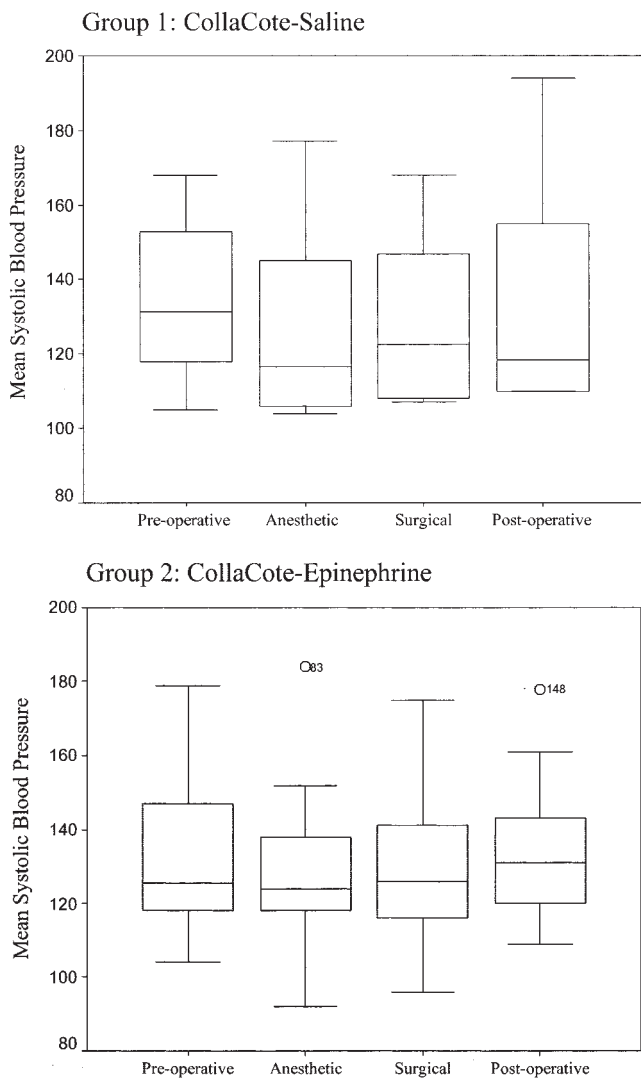 Group 1: CollaCote-Saline
Mean Systolic Blood Pressure
200
180
160
140
120
100
80
Pre-operative Anesthetic Surgical Post-operative
Group 2: CollaCote-Epinephrine
Mean Systolic Blood Pressure
200
180
160
140
120
100
80
83
148
Pre-operative Anesthetic Surgical Post-operative